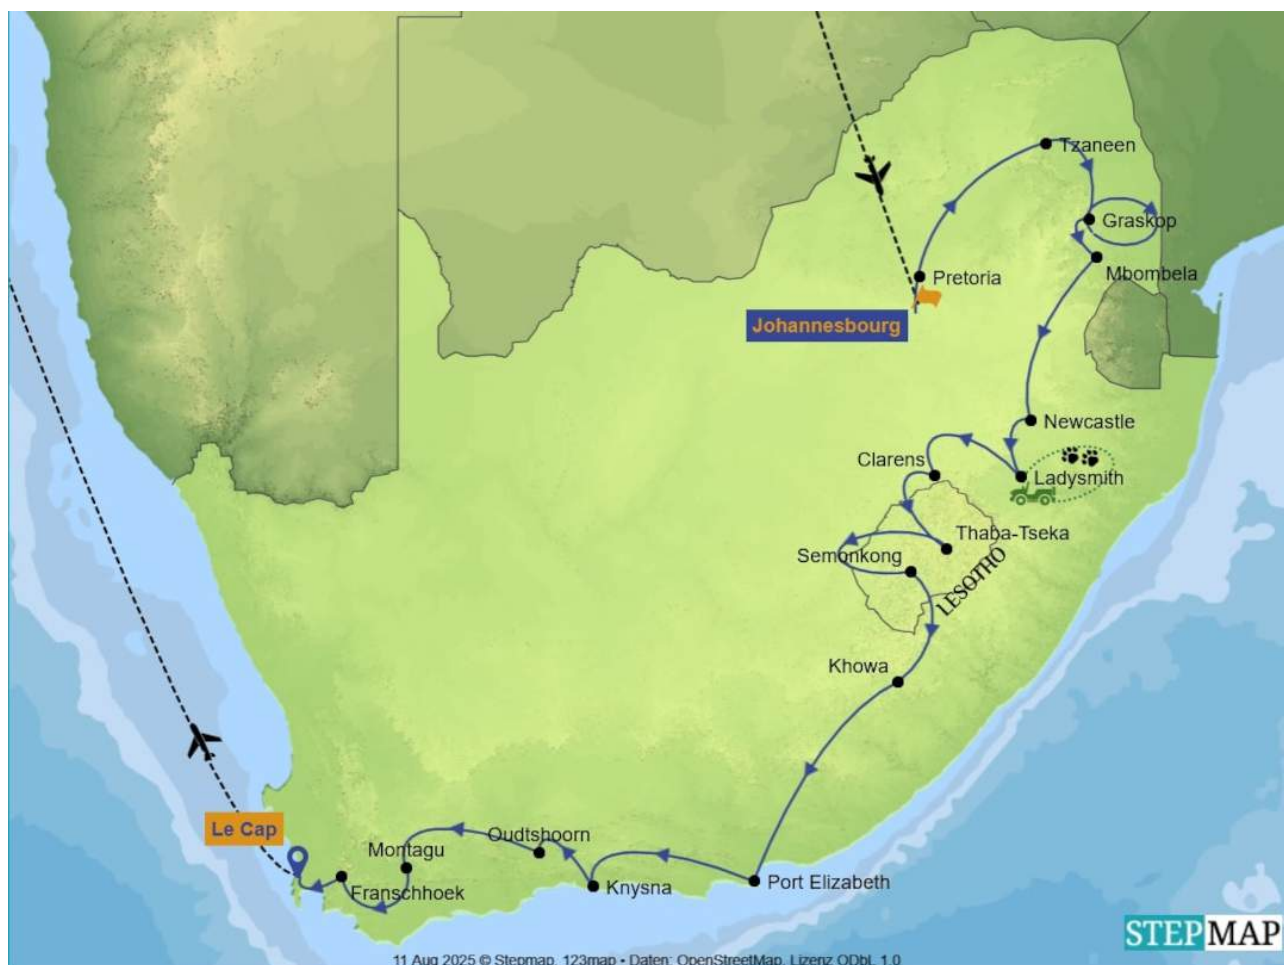 Tzaneen
Graskop
Mbombela
Pretoria
Johannesbourg
Newcastle
Clarens
Ladysmith
Thaba-Tseka
Semonkong
LESOTHO
Khowa
Le Cap
Oudtshoorn
Montagu
Franschhoek
Knysna
Port Elizabeth
STEPMAP
11 Aug 2025 © Stepmap, 123map • Daten: OpenStreetMap, Lizenz ODbL 1.0